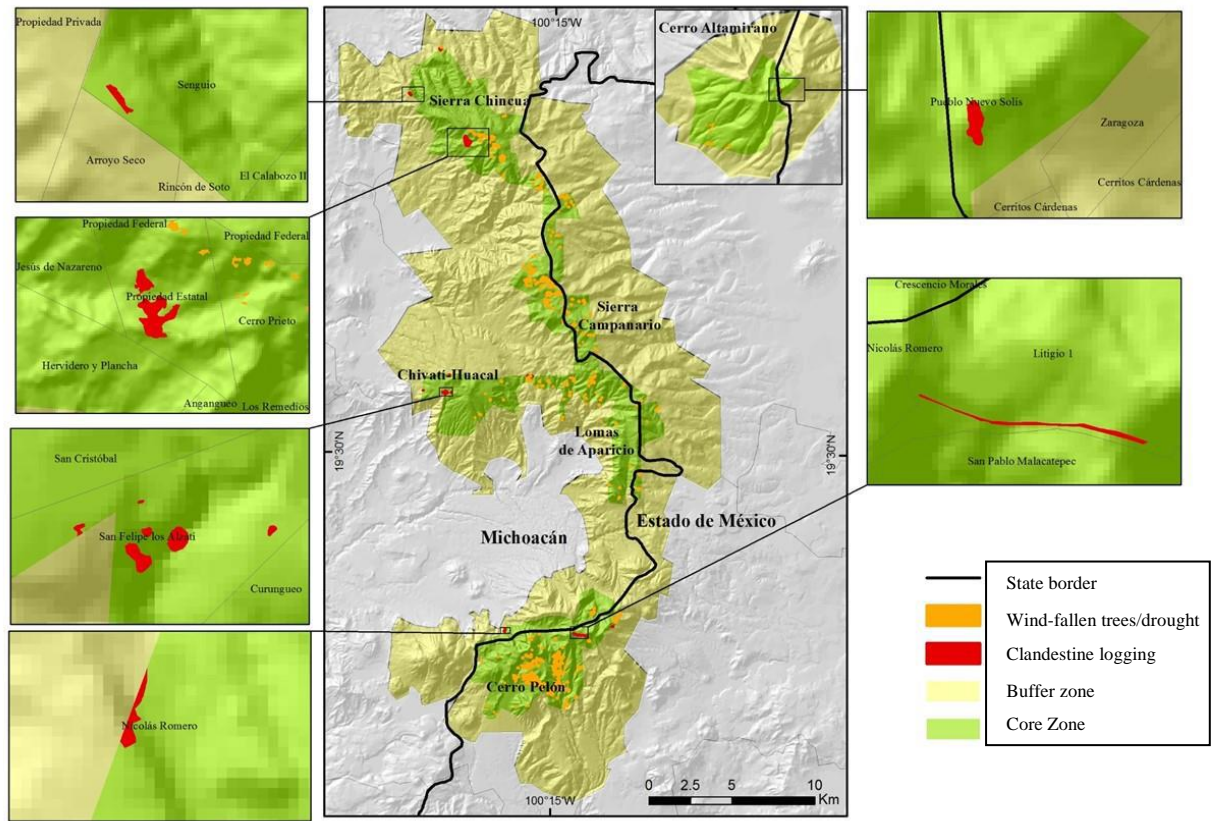 Propiedad Privada
Senguio
Arroyo Seco
El Calabozo II
Rincón de Soto
Propiedad Federal
Propiedad Federal
Jesús de Nazareno
Propiedad Estatal
Cerro Prieto
Hervidero y Plancha
Angangueo
Los Remedios
San Cristóbal
San Felipe los Alzati
Curungueo
Nicolás Romero
100°15'W
Cerro Altamirano
Sierra Chincua
Sierra
Campanario
Chivati-Huacal
Lomas
de Aparicio
19°30'N
19°30'N
Estado de México
Michoacán
Cerro Pelón
0 2.5 5 10
Km
100°15'W
Pueblo Nuevo Solís
Zaragoza
Cerritos Cárdenas
Cerritos Cárdenas
Crescencio Morales
Nicolás Romero
Litigio 1
San Pablo Malacatepec
State border
Wind-fallen trees/drought
Clandestine logging
Buffer zone
Core Zone